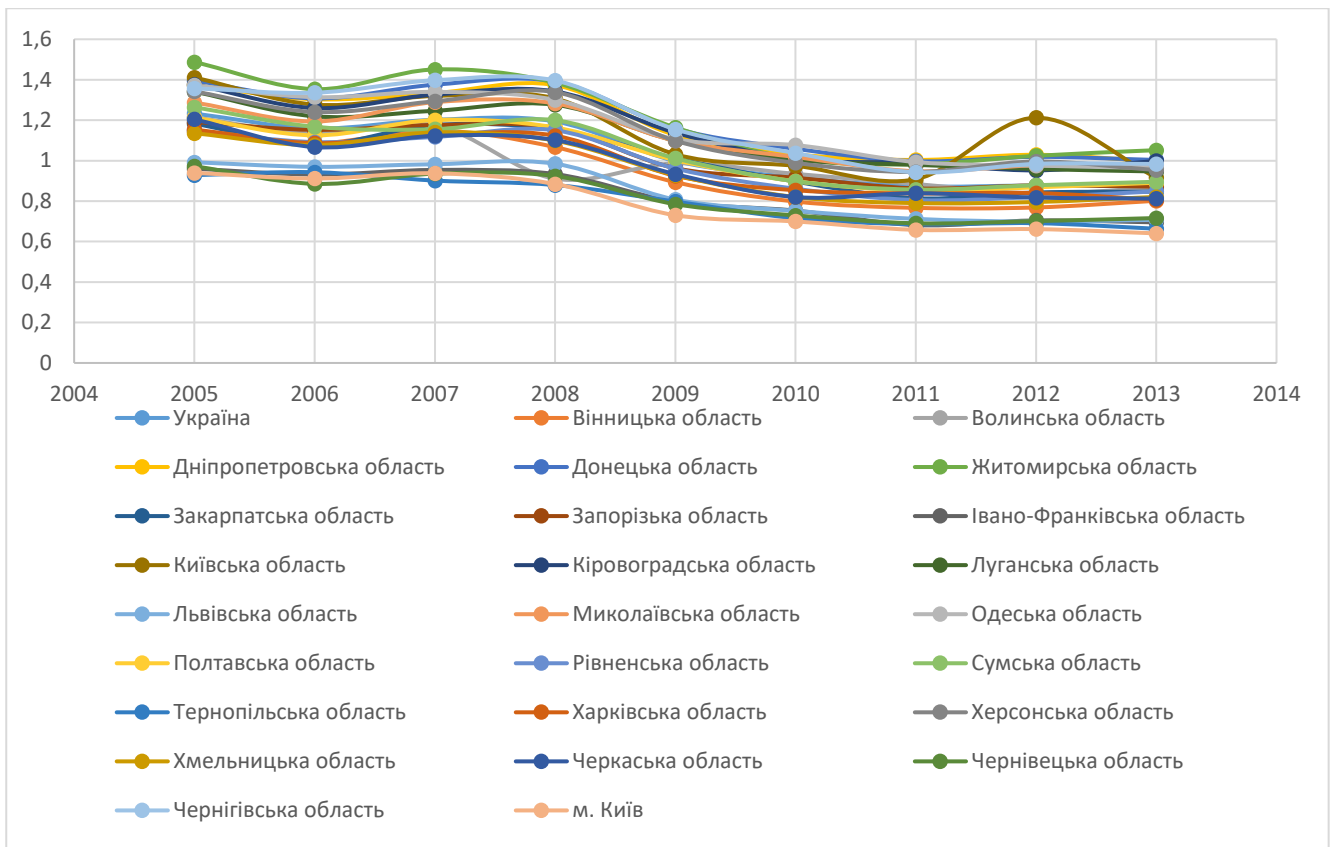 1,6
1,4
1,2
1
0,8
0,6
0,4
0,2
0
2004 2005 2006 2007 2008 2009 2010 2011 2012 2013 2014
Україна Вінницька область Волинська область
Дніпропетровська область Донецька область Житомирська область
Закарпатська область Запорізька область Івано-Франківська область
Київська область Кіровоградська область Луганська область
Львівська область Миколаївська область Одеська область
Полтавська область Рівненська область Сумська область
Тернопільська область Харківська область Херсонська область
Хмельницька область Черкаська область Чернівецька область
Чернігівська область м. Київ